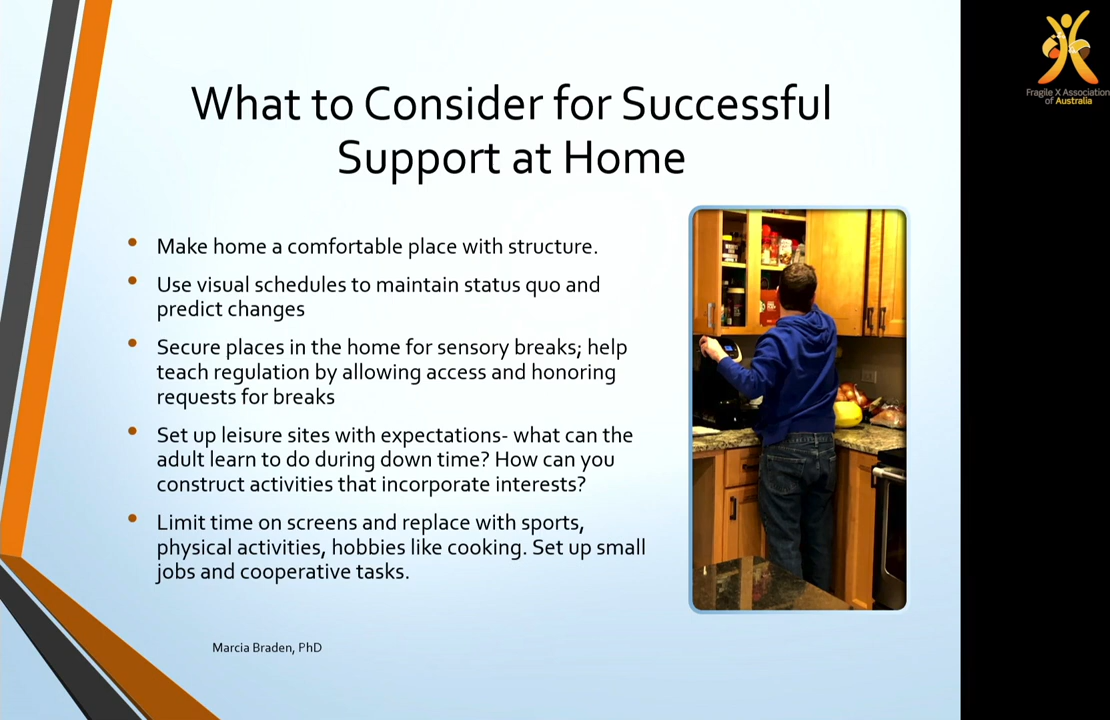 What to Consider for Successful
Support at Home
• Make home a comfortable place with structure.
• Use visual schedules to maintain status quo and
predict changes
• Secure places in the home for sensory breaks; help
teach regulation by allowing access and honoring
requests for breaks
• Set up leisure sites with expectations- what can the
adult learn to do during down time? How can you
construct activities that incorporate interests?
• Limit time on screens and replace with sports,
physical activities, hobbies like cooking. Set up small
jobs and cooperative tasks.
Marcia Braden, PhD
Fragile X Association
of Australia